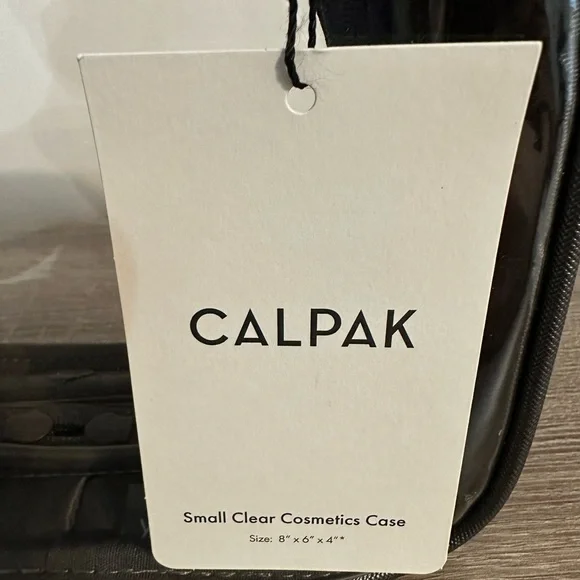 CALPAK
Small Clear Cosmetics Case
Size: 8" x 6" x 4"*